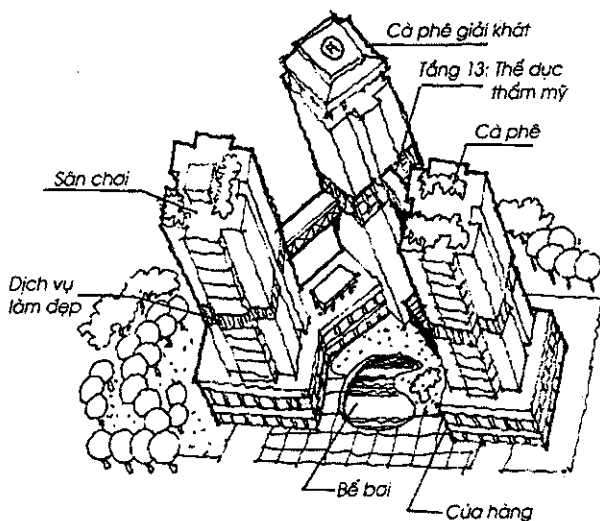 Cà phê giải khát
Tầng 13: Thể dục
thẩm mỹ
Cà phê
Sân chơi
Dịch vụ
làm đẹp
Bể bơi
Cửa hàng